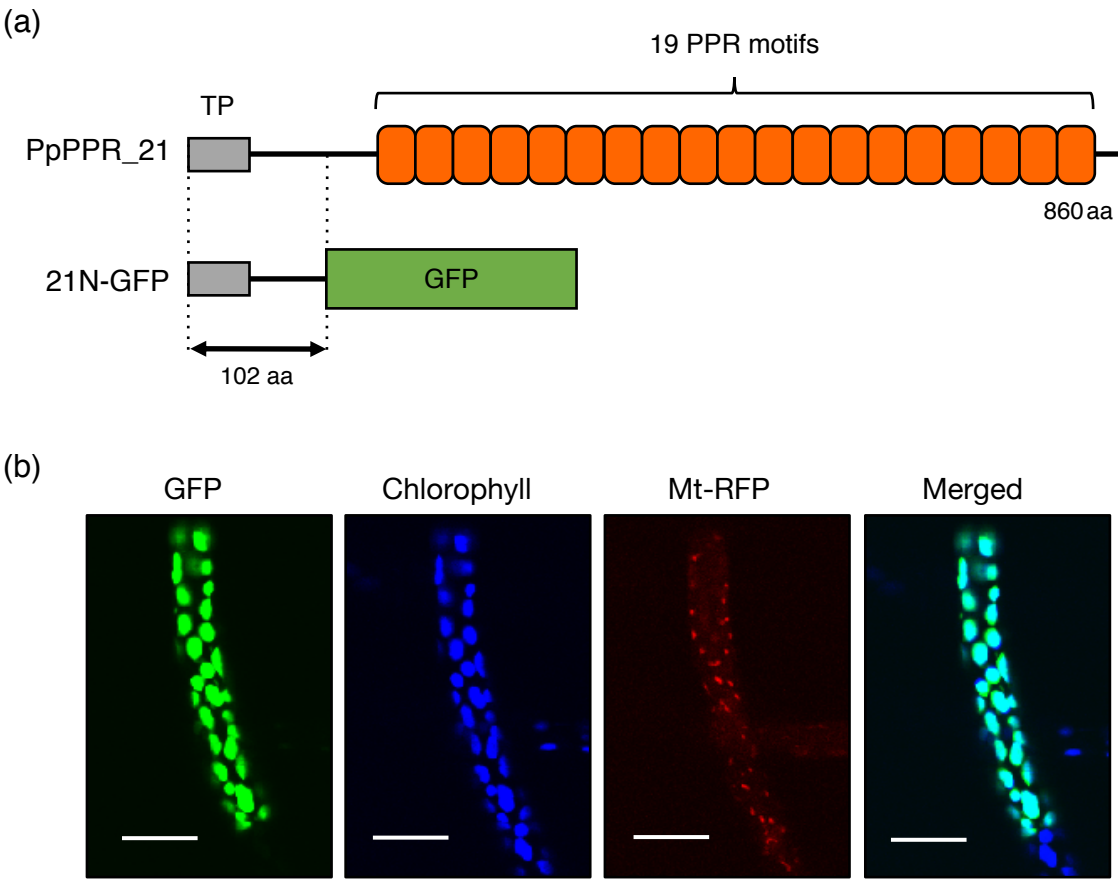 (a)
19 PPR motifs
TP
PpPPR_21
860 aa
21N-GFP
GFP
102 aa
(b)
GFP Chlorophyll Mt-RFP Merged